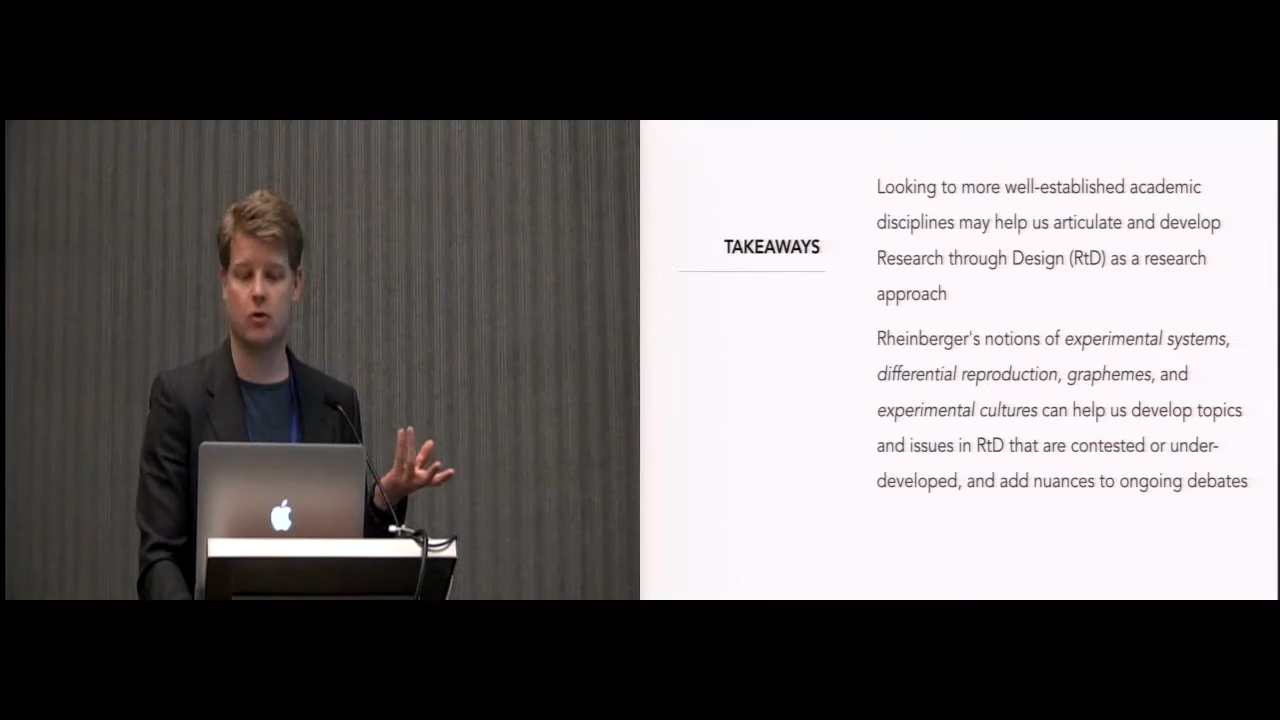 TAKEAWAYS
Looking to more well-established academic
disciplines may help us articulate and develop
Research through Design (RtD) as a research
approach
Rheinberger's notions of experimental systems,
differential reproduction, graphemes, and
experimental cultures can help us develop topics
and issues in RtD that are contested or under-
developed, and add nuances to ongoing debates